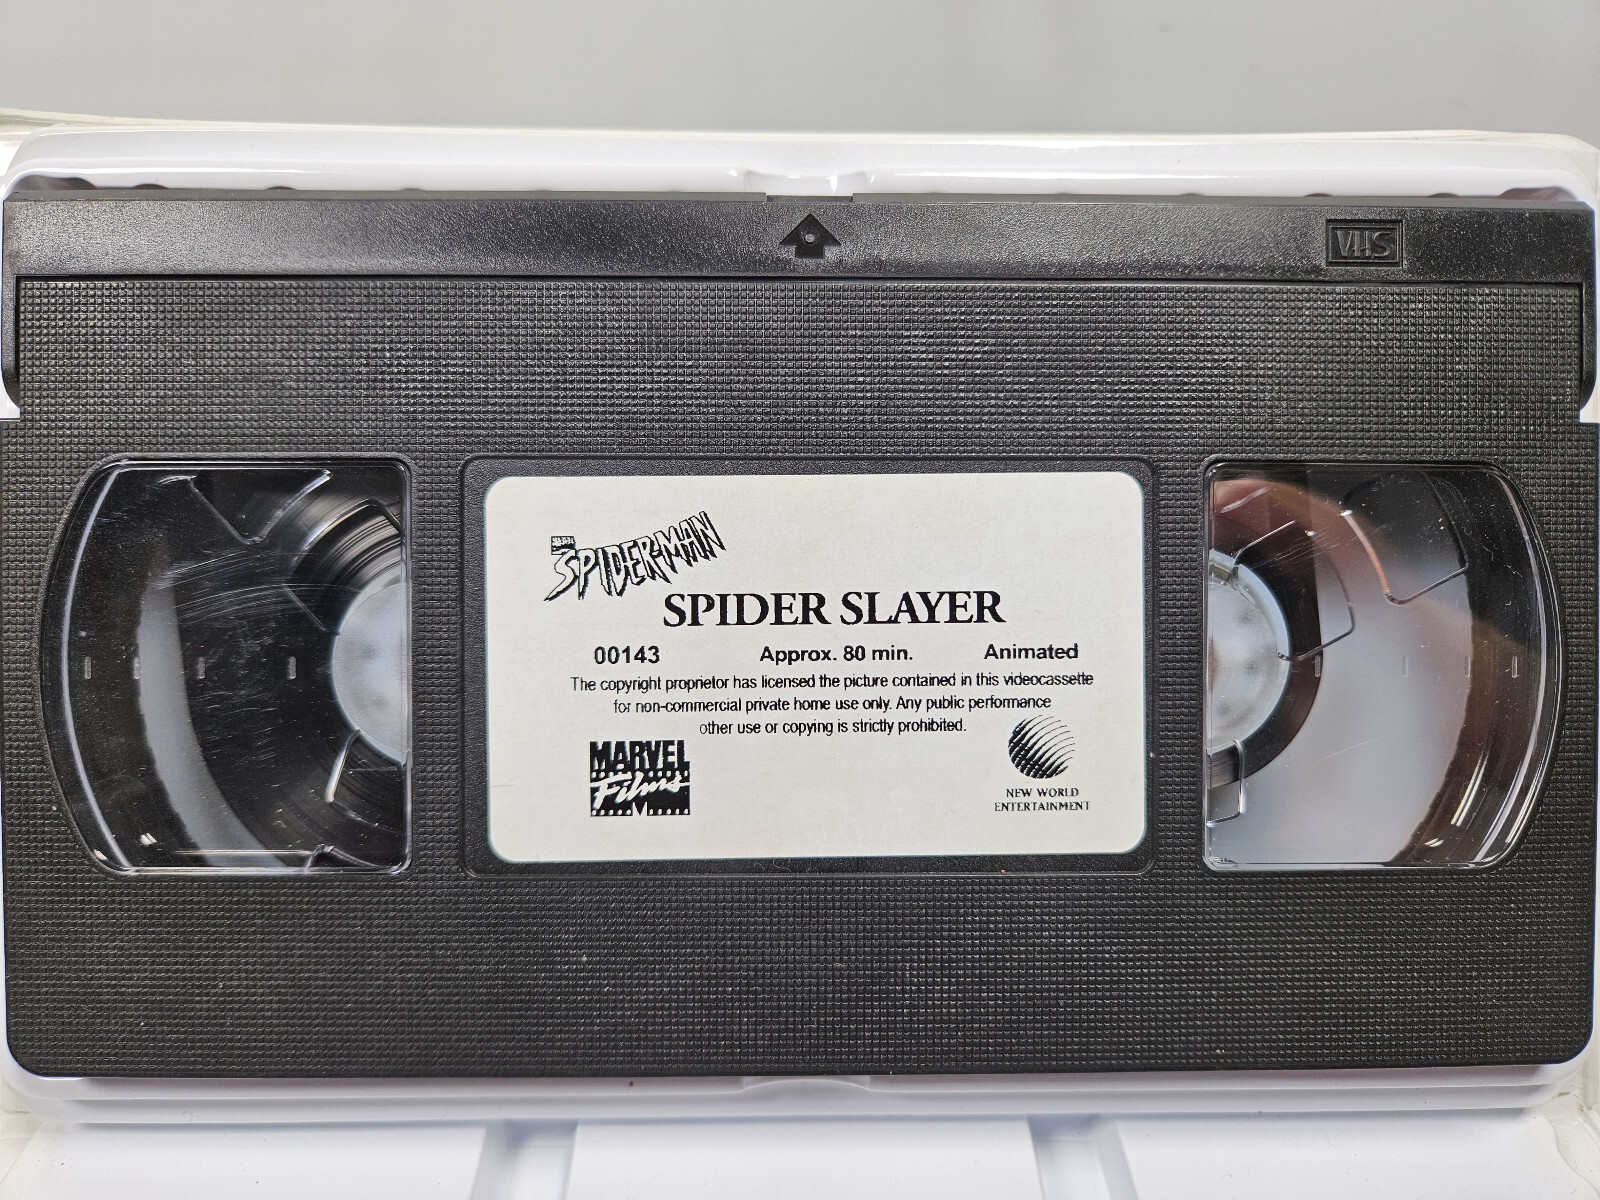 VHS
SPIDER-MAN
SPIDER SLAYER
00143 Approx. 80 min. Animated
The copyright proprietor has licensed the picture contained in this videocassette
for non-commercial private home use only. Any public performance
other use or copying is strictly prohibited.
MARVEL
Films
NEW WORLD
ENTERTAINMENT